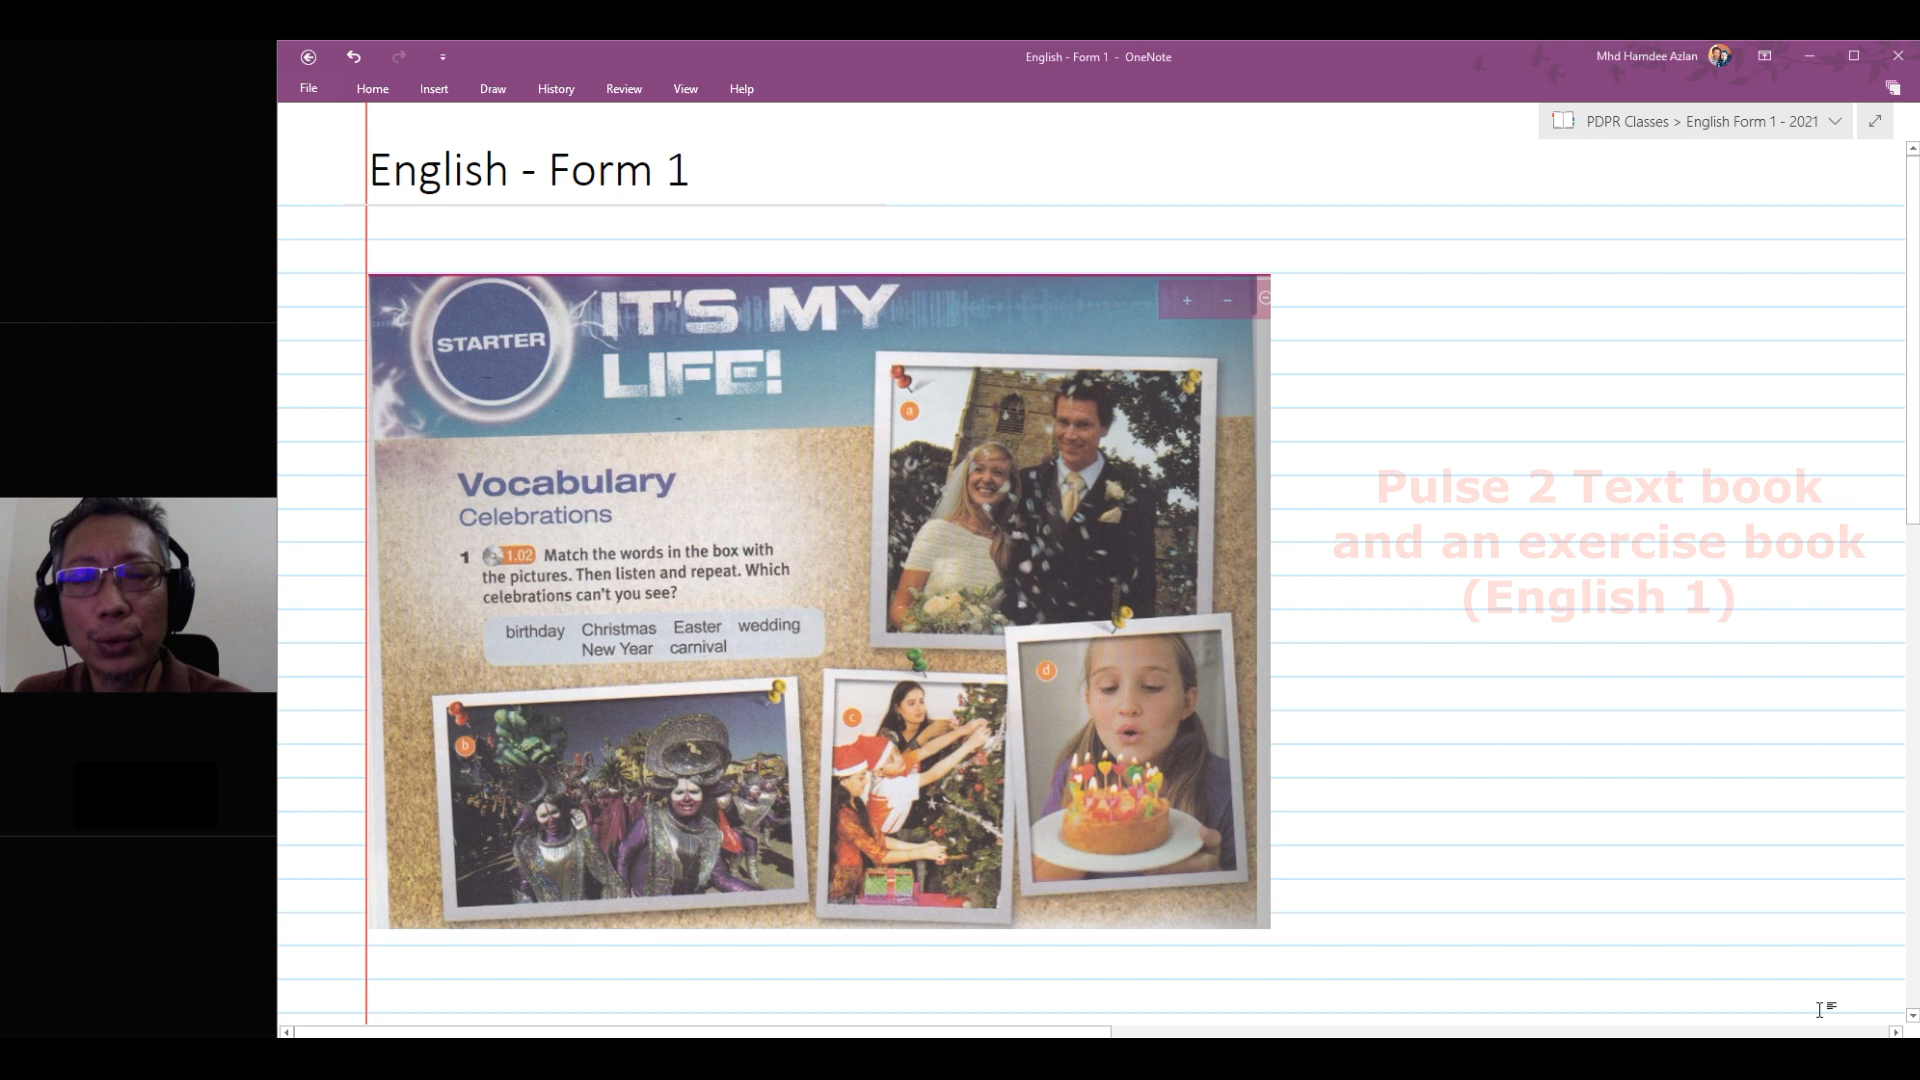 English - Form 1 - OneNote
Mhd Hamdee Azlan
File Home Insert Draw History Review View Help
PDPR Classes > English Form 1 - 2021
English - Form 1
STARTER
IT'S MY
LIFE!
a
Vocabulary
Celebrations
1 1.02 Match the words in the box with
the pictures. Then listen and repeat. Which
celebrations can't you see?
birthday Christmas Easter wedding
New Year carnival
b
c
d
Pulse 2 Text book
and an exercise book
(English 1)